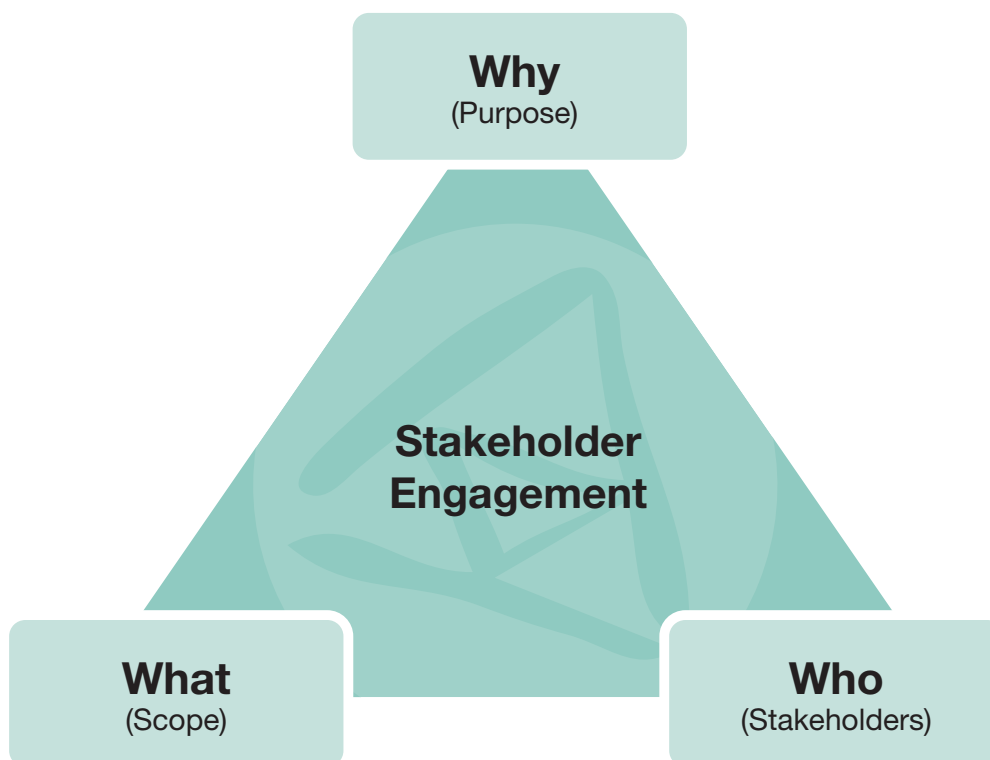 Why
(Purpose)
Stakeholder
Engagement
What
(Scope)
Who
(Stakeholders)